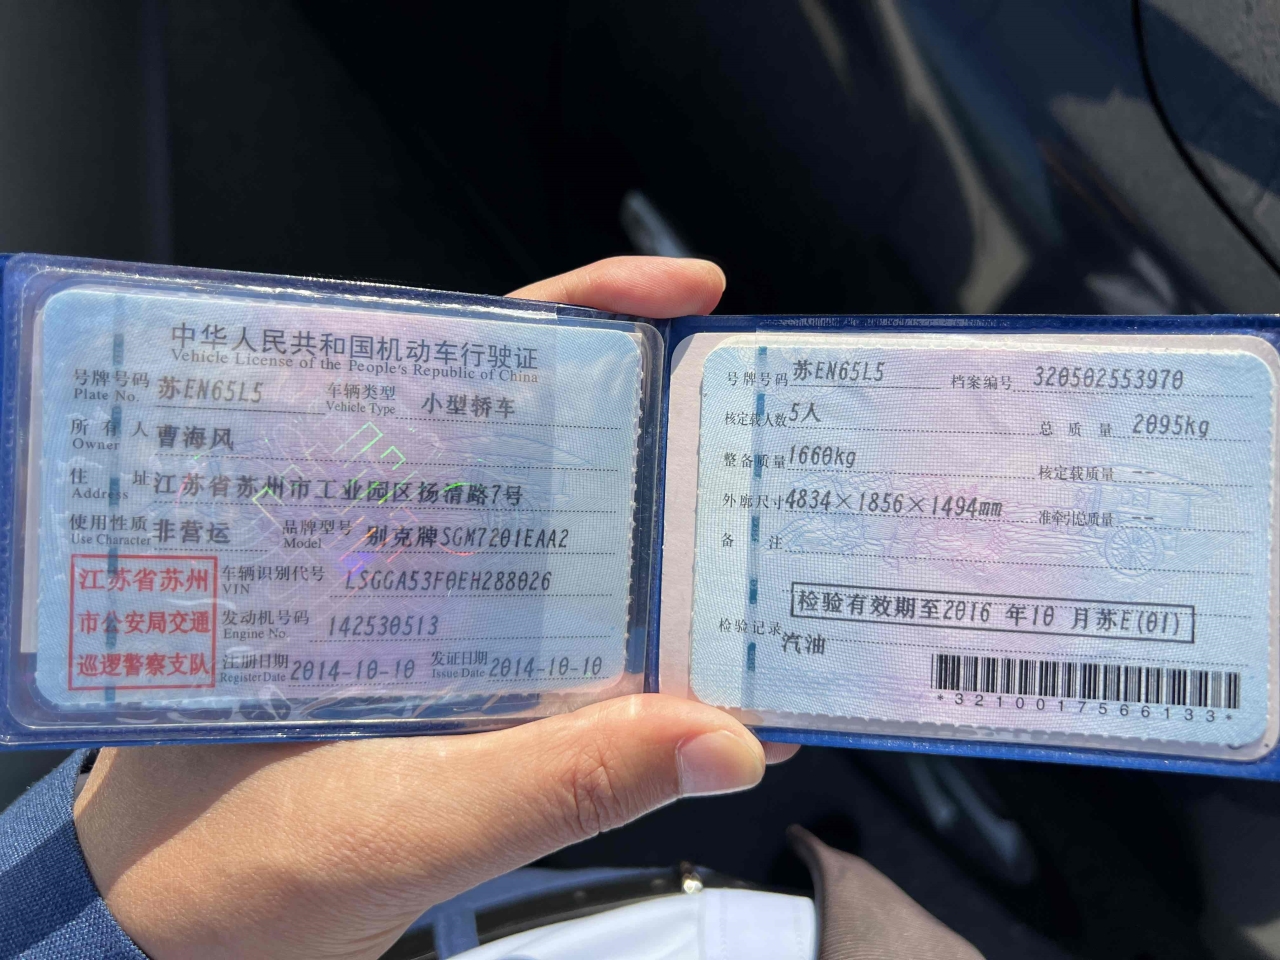 中华人民共和国机动车行驶证
Vehicle License of the People's Republic of China
号牌号码 苏EN65L5 车辆类型 小型轿车
Plate No. Vehicle Type
所有人 曹海风
Owner
住址 江苏省苏州市工业园区杨清路7号
Address
使用性质 非营运 品牌型号 别克牌SGM7201EAA2
Use Character Model
江苏省苏州
市公安局交通
巡逻警察支队
车辆识别代号 LSGGA53F0EH288026
VIN
发动机号码 142530513
Engine No.
注册日期 2014-10-10 发证日期 2014-10-10
Register Date Issue Date
号牌号码 苏EN65L5 档案编号 320502553970
核定载人数 5人 总质量 2095kg
整备质量 1660kg 核定载质量 --
外廓尺寸 4834×1856×1494mm 准牵引总质量 --
备注
检验有效期至2016 年10 月苏E(01)
检验记录
汽油
*3210017566133*